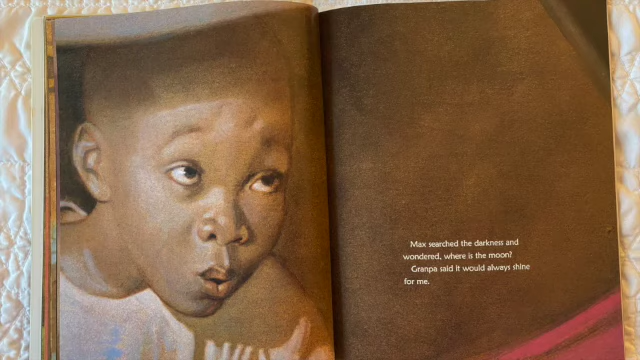 Max searched the darkness and
wondered, where is the moon?
Granpa said it would always shine
for me.